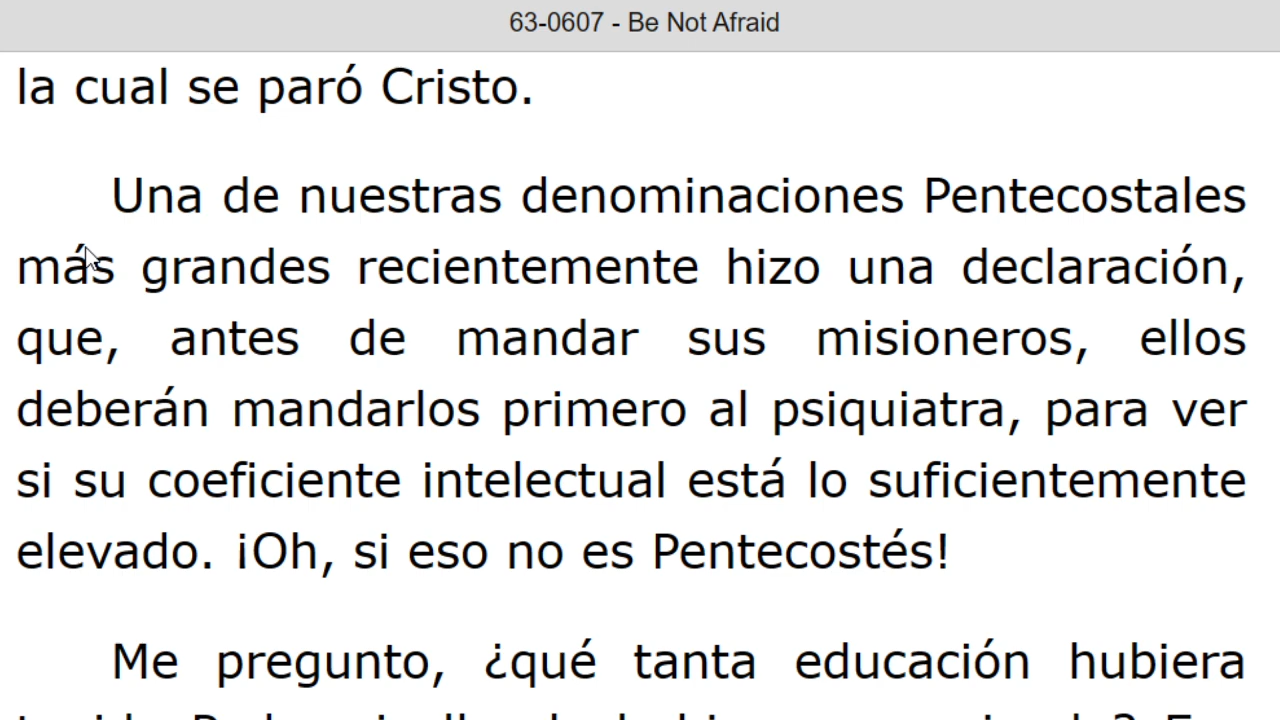 63-0607 - Be Not Afraid
la cual se paró Cristo.
Una de nuestras denominaciones Pentecostales
más grandes recientemente hizo una declaración,
que, antes de mandar sus misioneros, ellos
deberán mandarlos primero al psiquiatra, para ver
si su coeficiente intelectual está lo suficientemente
elevado. ¡Oh, si eso no es Pentecostés!
Me pregunto, ¿qué tanta educación hubiera